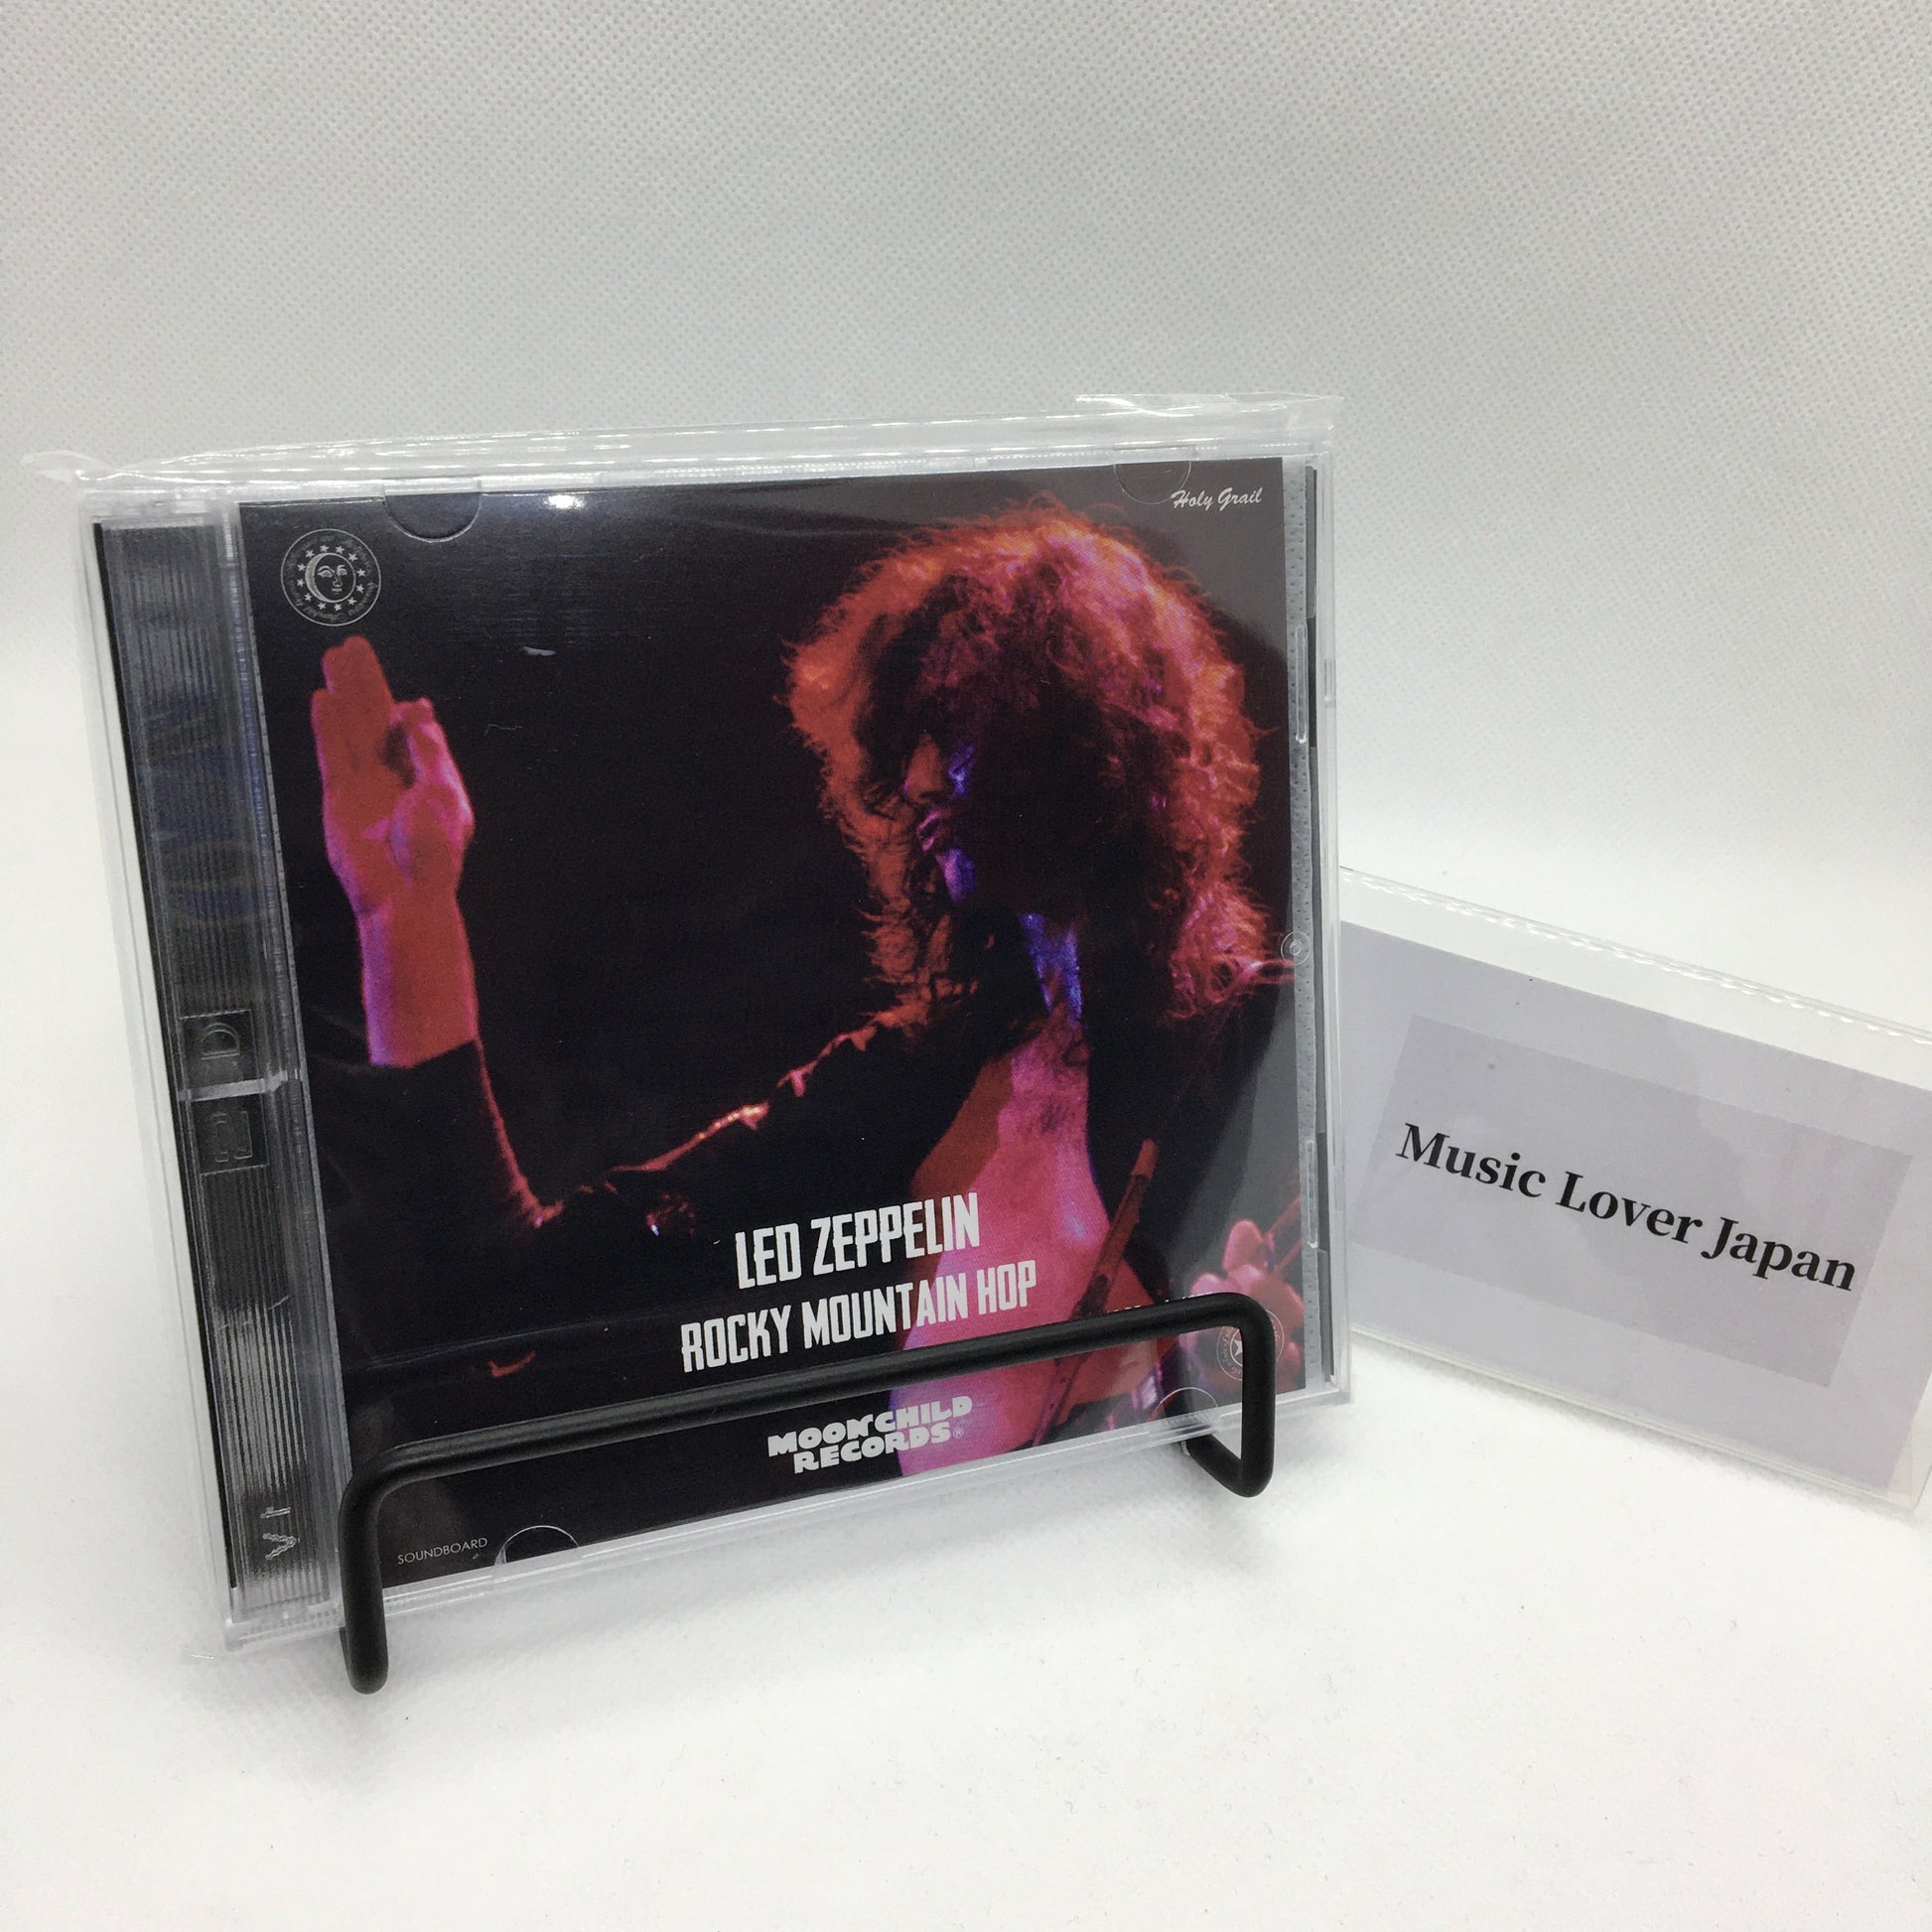 Holy Grail
LED ZEPPELIN
ROCKY MOUNTAIN HOP
MOONCHILD
RECORDS®
SOUNDBOARD
Music Lover Japan